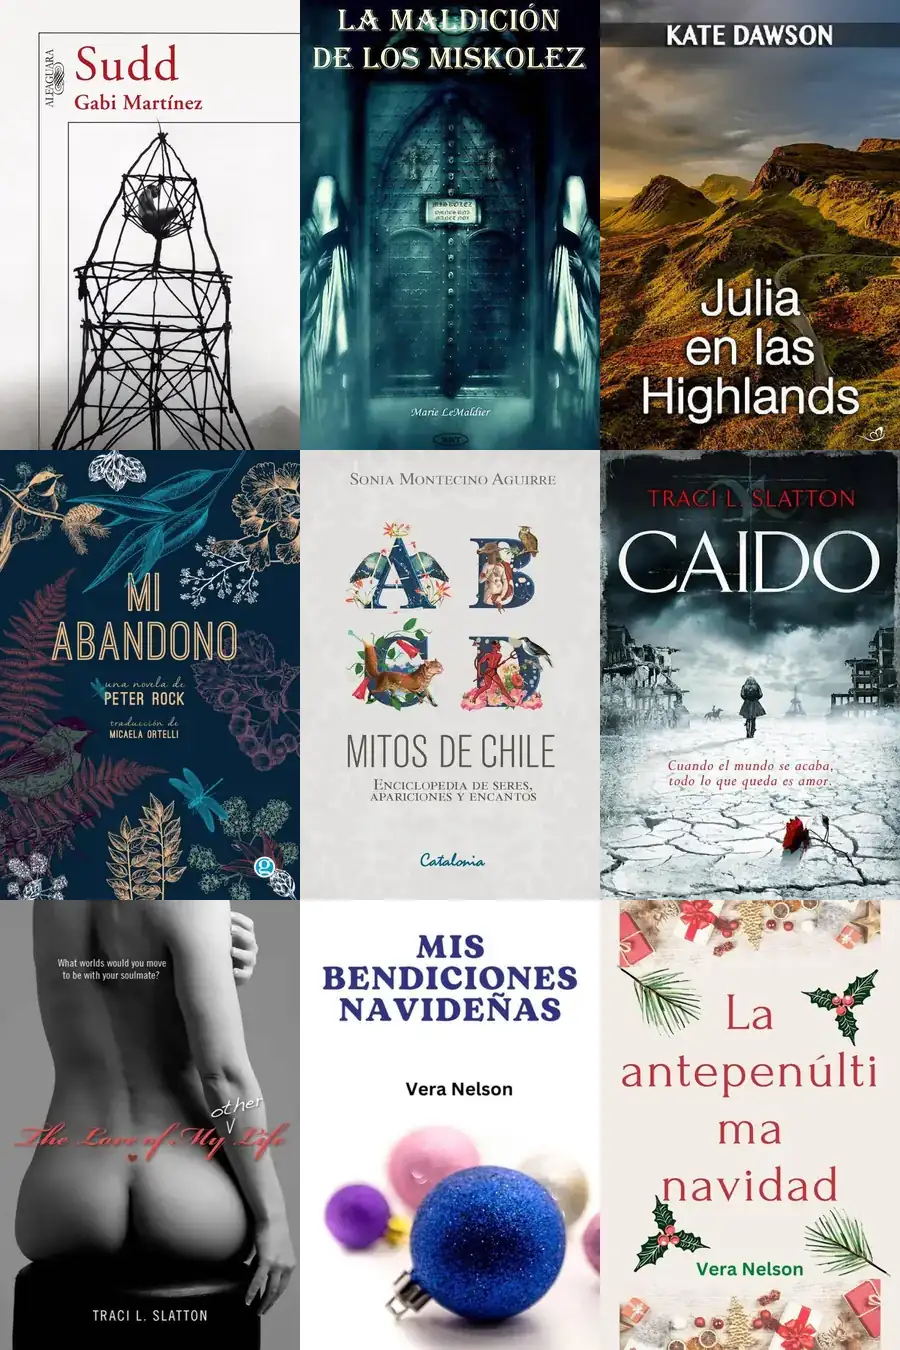 ALFAGUARA
Sudd
Gabi Martínez
LA MALDICIÓN
DE LOS MISKOLEZ
MISKOLEZ
Marie LeMaldier
KATE DAWSON
Julia
en las
Highlands
MI
ABANDONO
una novela de
PETER ROCK
traducción de
MICAELA ORTELLI
g
SONIA MONTECINO AGUIRRE
A B
C D
MITOS DE CHILE
ENCICLOPEDIA DE SERES,
APARICIONES Y ENCANTOS
Catalonia
TRACI L. SLATTON
CAIDO
Cuando el mundo se acaba,
todo lo que queda es amor.
What worlds would you move
to be with your soulmate?
other
The Love of My V Life
TRACI L. SLATTON
MIS
BENDICIONES
NAVIDEÑAS
Vera Nelson
La
antepenúlti
ma
navidad
Vera Nelson